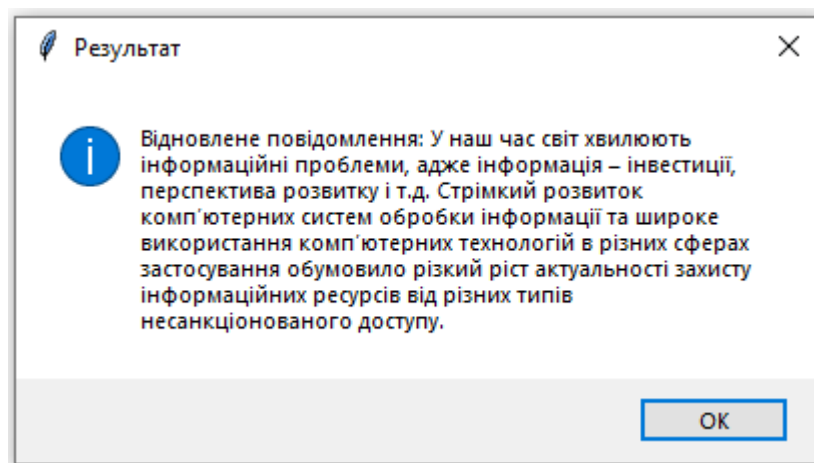 Результат
Відновлене повідомлення: У наш час світ хвилюють
інформаційні проблеми, адже інформація – інвестиції,
перспектива розвитку і т.д. Стрімкий розвиток
комп'ютерних систем обробки інформації та широке
використання комп'ютерних технологій в різних сферах
застосування обумовило різкий ріст актуальності захисту
інформаційних ресурсів від різних типів
несанкціонованого доступу.
OK